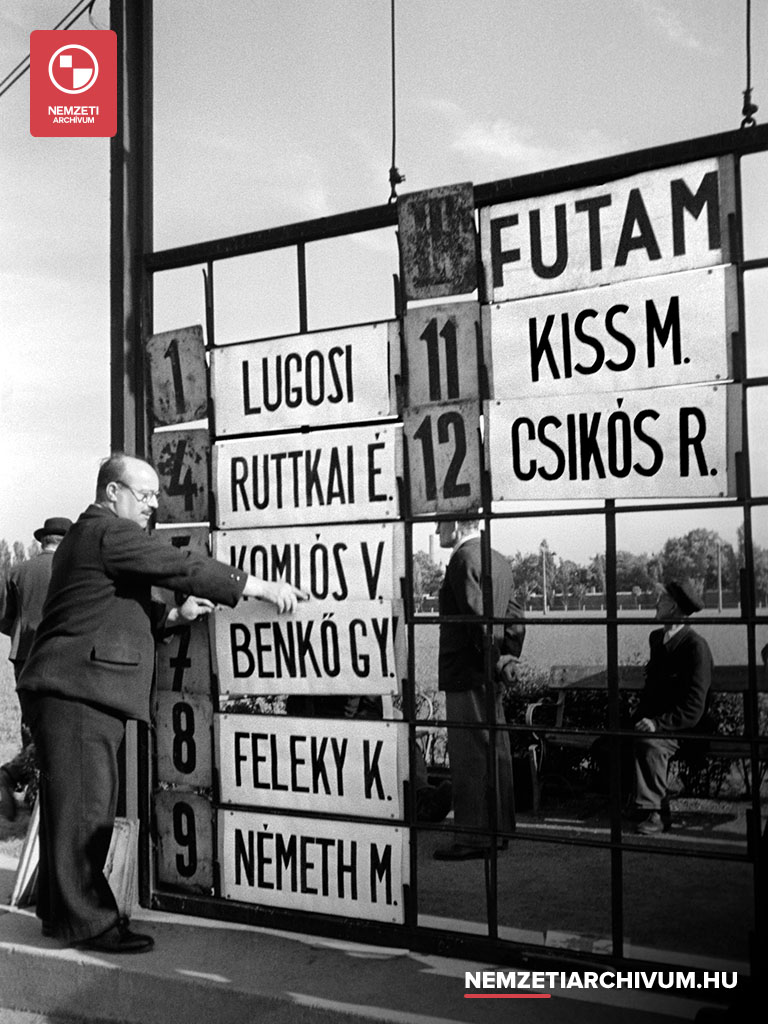 NEMZETI
ARCHÍVUM
FUTAM
1 LUGOSI
4 RUTTKAI É.
KOMLÓS V.
7 BENKŐ GY.
8 FELEKY K.
9 NÉMETH M.
11 KISS M.
12 CSIKÓS R.
NEMZETIARCHIVUM.HU